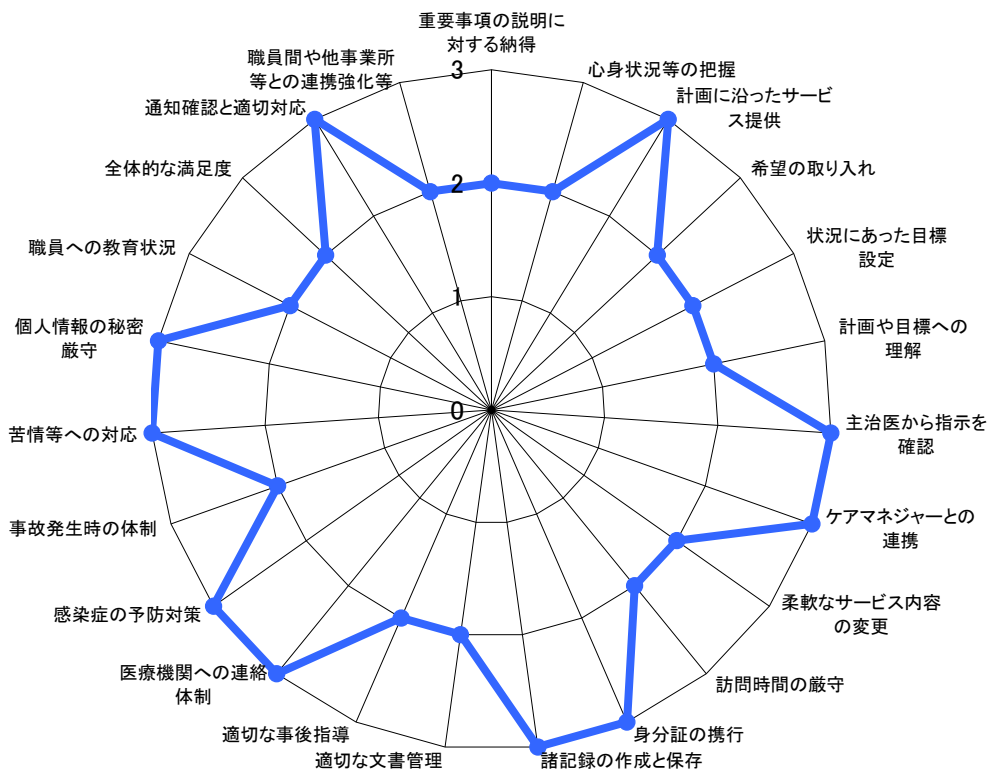 重要事項の説明に
対する納得
心身状況等の把握
計画に沿ったサービ
ス提供
希望の取り入れ
状況にあった目標
設定
計画や目標への
理解
主治医から指示を
確認
ケアマネジャーとの
連携
柔軟なサービス内容
の変更
訪問時間の厳守
身分証の携行
諸記録の作成と保存
適切な文書管理
適切な事後指導
医療機関への連絡
体制
感染症の予防対策
事故発生時の体制
苦情等への対応
個人情報の秘密
厳守
職員への教育状況
全体的な満足度
通知確認と適切対応
職員間や他事業所
等との連携強化等
3
2
1
0